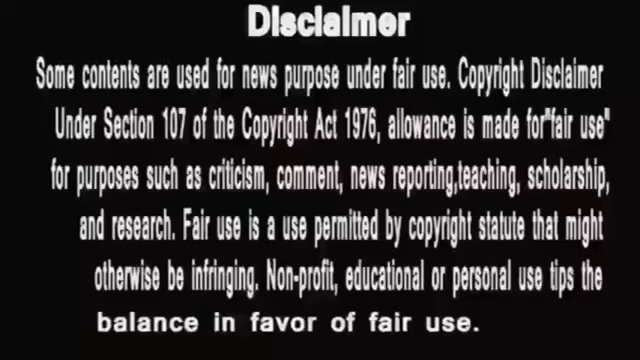 Disclaimer
Some contents are used for news purpose under fair use. Copyright Disclaimer
Under Section 107 of the Copyright Act 1976, allowance is made for"fair use"
for purposes such as criticism, comment, news reporting,teaching, scholarship,
and research. Fair use is a use permitted by copyright statute that might
otherwise be infringing. Non-profit, educational or personal use tips the
balance in favor of fair use.